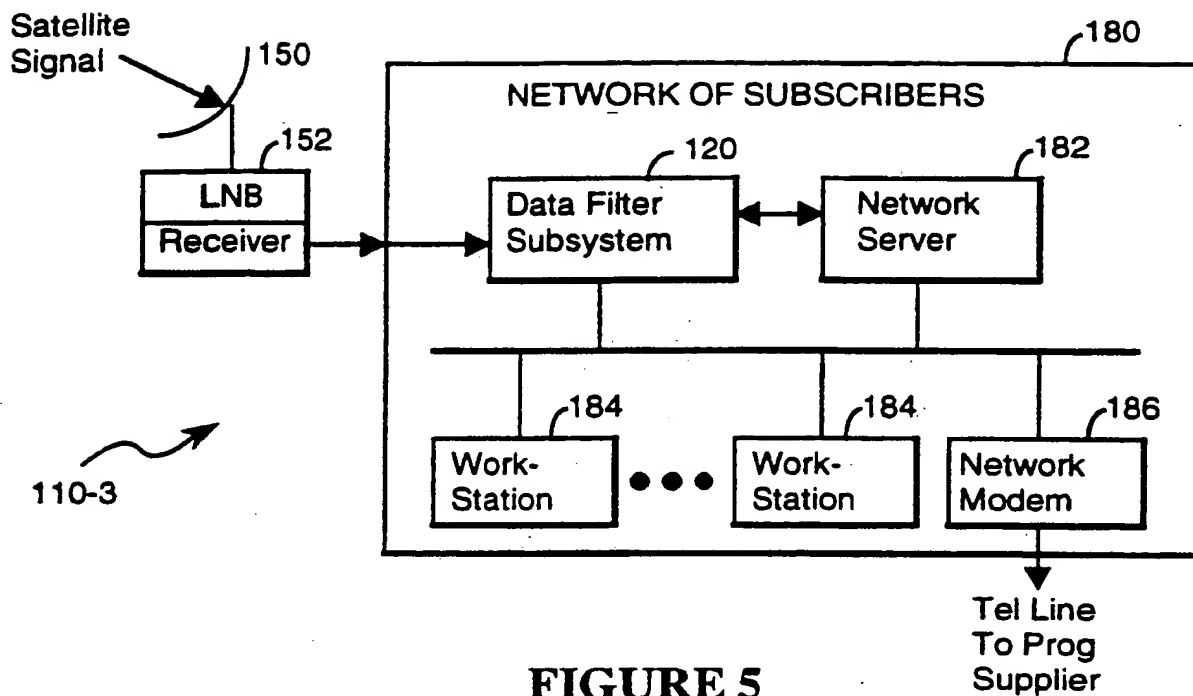 Satellite
Signal
150
152
LNB
Receiver
180
NETWORK OF SUBSCRIBERS
120
Data Filter
Subsystem
182
Network
Server
184
Work-
Station
184
Work-
Station
186
Network
Modem
110-3
Tel Line
To Prog
Supplier
FIGURE 5